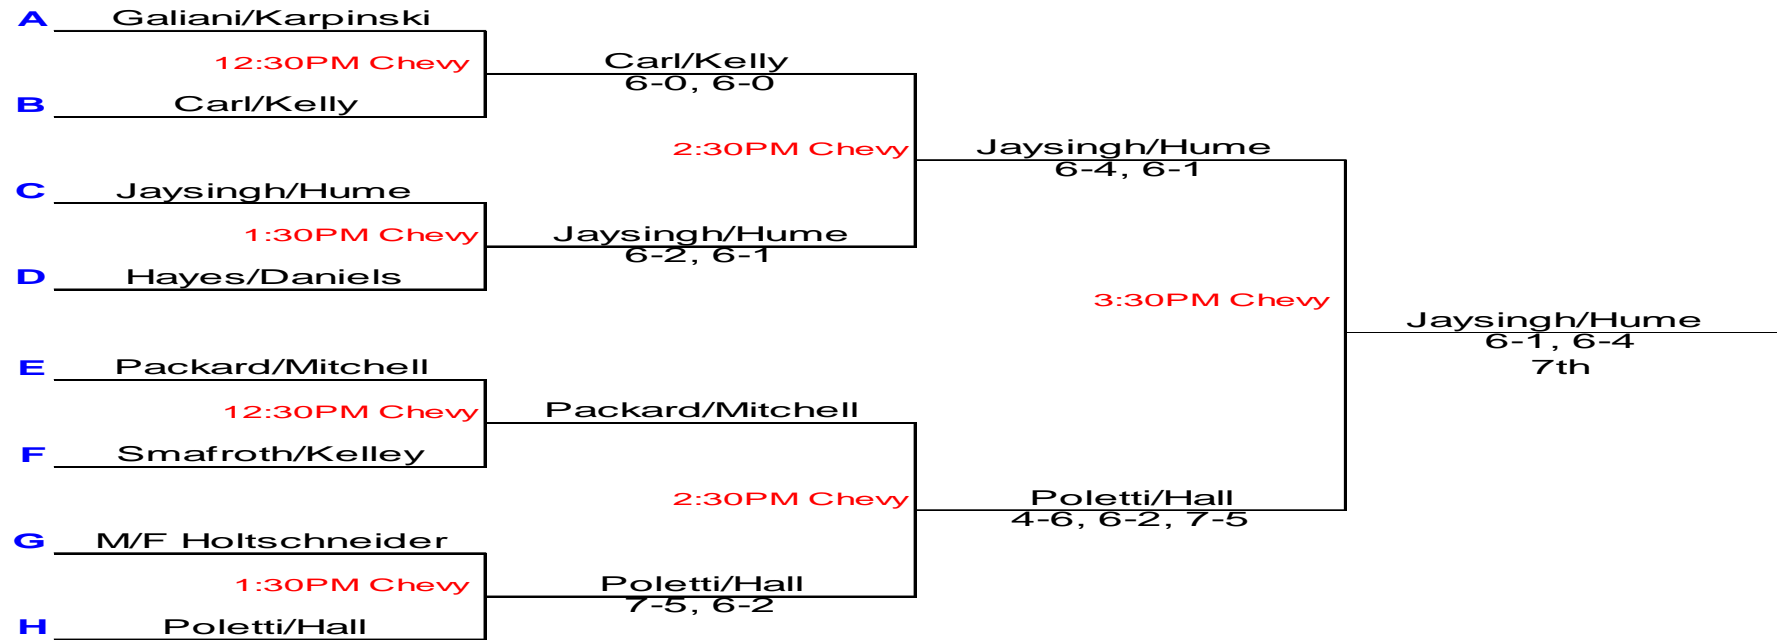 A Galiani/Karpinski
12:30PM Chevy
Carl/Kelly
6-0, 6-0
B Carl/Kelly
2:30PM Chevy
Jaysingh/Hume
6-4, 6-1
C Jaysingh/Hume
1:30PM Chevy
Jaysingh/Hume
6-2, 6-1
D Hayes/Daniels
3:30PM Chevy
Jaysingh/Hume
6-1, 6-4
7th
E Packard/Mitchell
12:30PM Chevy
Packard/Mitchell
F Smafroth/Kelley
2:30PM Chevy
Poletti/Hall
4-6, 6-2, 7-5
G M/F Holtschneider
1:30PM Chevy
Poletti/Hall
7-5, 6-2
H Poletti/Hall